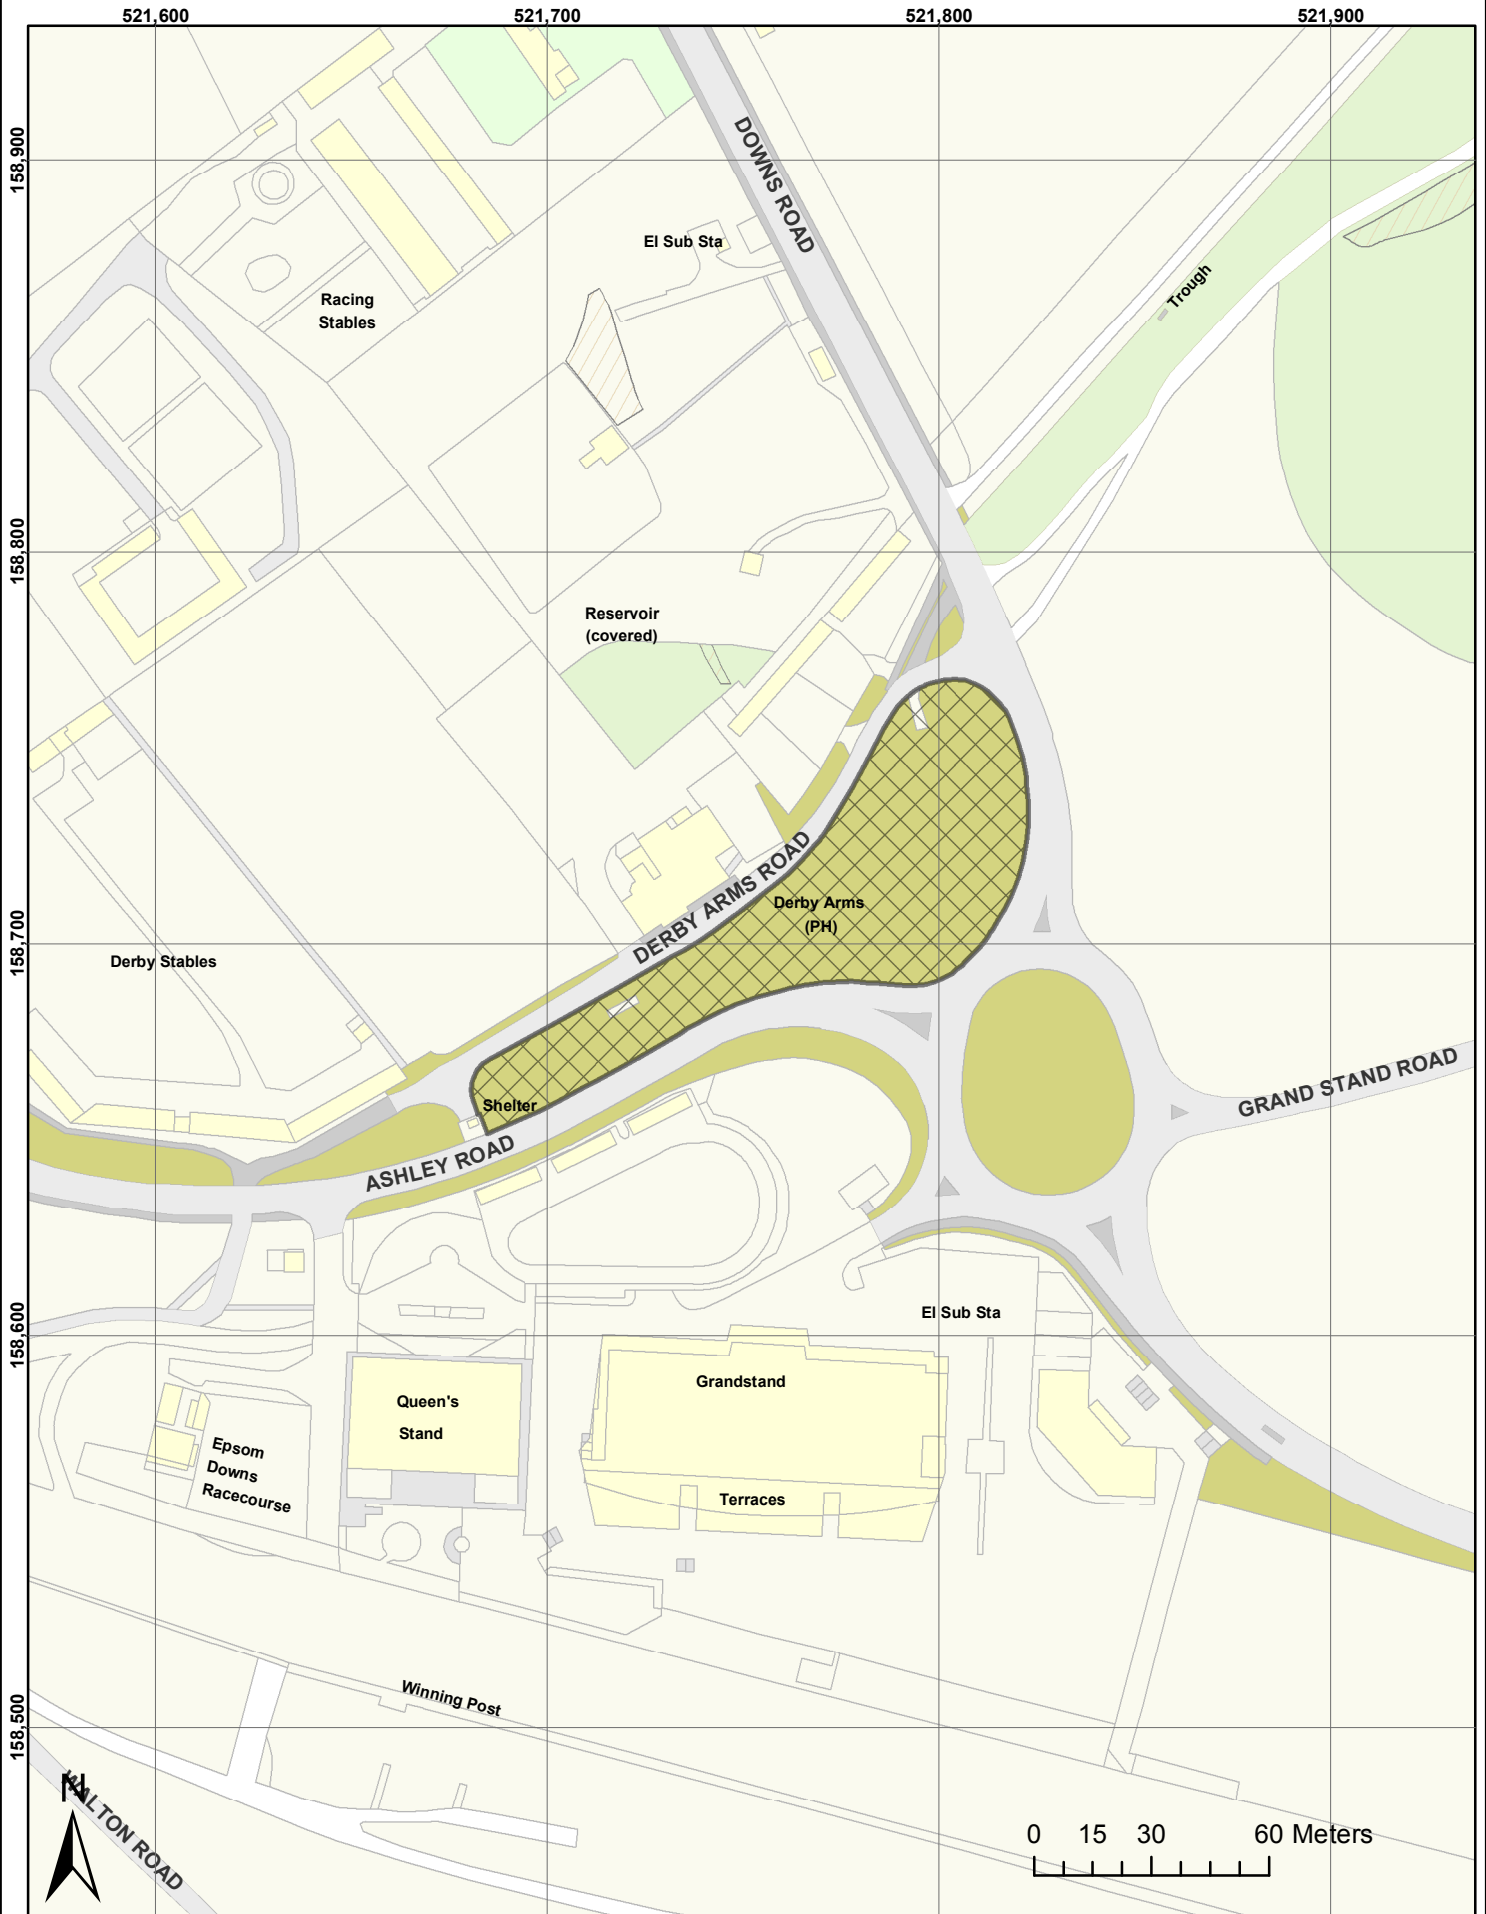 521,600
521,700
521,800
521,900
158,900
158,800
158,700
158,600
158,500
DOWNS ROAD
El Sub Sta
Racing
Stables
Trough
Reservoir
(covered)
DERBY ARMS ROAD
Derby Arms
(PH)
Derby Stables
Shelter
ASHLEY ROAD
GRAND STAND ROAD
El Sub Sta
Grandstand
Queen's
Stand
Epsom
Downs
Racecourse
Terraces
Winning Post
WALTON ROAD
N
0 15 30 60 Meters